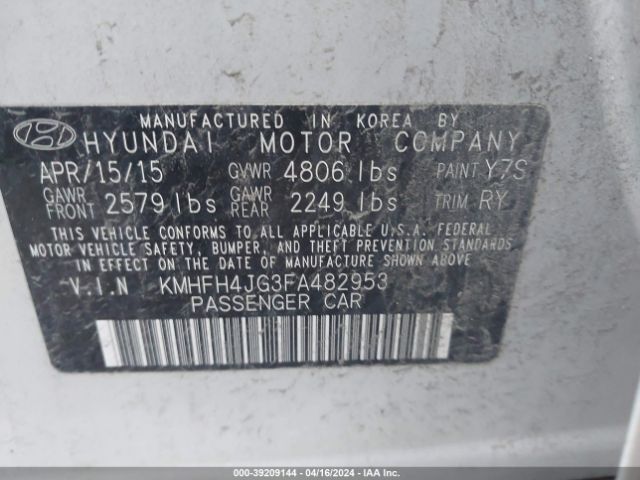 MANUFACTURED IN KOREA BY
HYUNDAI MOTOR COMPANY
APR/15/15 GVWR 4806 lbs PAINT Y7S
GAWR FRONT 2579 lbs GAWR REAR 2249 lbs TRIM RY
THIS VEHICLE CONFORMS TO ALL APPLICABLE U.S.A. FEDERAL
MOTOR VEHICLE SAFETY, BUMPER, AND THEFT PREVENTION STANDARDS
IN EFFECT ON THE DATE OF MANUFACTURE SHOWN ABOVE.
V.I.N KMHFH4JG3FA482953
PASSENGER CAR
000-39209144 - 04/16/2024 - IAA Inc.